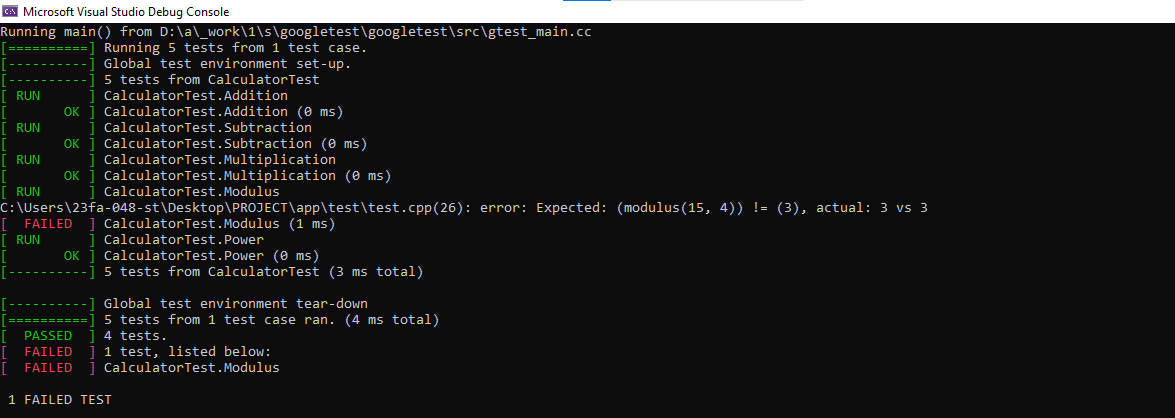 Microsoft Visual Studio Debug Console
Running main() from D:\a\_work\1\s\googletest\googletest\src\gtest_main.cc
[==========] Running 5 tests from 1 test case.
[----------] Global test environment set-up.
[----------] 5 tests from CalculatorTest
[ RUN      ] CalculatorTest.Addition
[       OK ] CalculatorTest.Addition (0 ms)
[ RUN      ] CalculatorTest.Subtraction
[       OK ] CalculatorTest.Subtraction (0 ms)
[ RUN      ] CalculatorTest.Multiplication
[       OK ] CalculatorTest.Multiplication (0 ms)
[ RUN      ] CalculatorTest.Modulus
C:\Users\23fa-048-st\Desktop\PROJECT\app\test\test.cpp(26): error: Expected: (modulus(15, 4)) != (3), actual: 3 vs 3
[  FAILED  ] CalculatorTest.Modulus (1 ms)
[ RUN      ] CalculatorTest.Power
[       OK ] CalculatorTest.Power (0 ms)
[----------] 5 tests from CalculatorTest (3 ms total)
[----------] Global test environment tear-down
[==========] 5 tests from 1 test case ran. (4 ms total)
[  PASSED  ] 4 tests.
[  FAILED  ] 1 test, listed below:
[  FAILED  ] CalculatorTest.Modulus
1 FAILED TEST